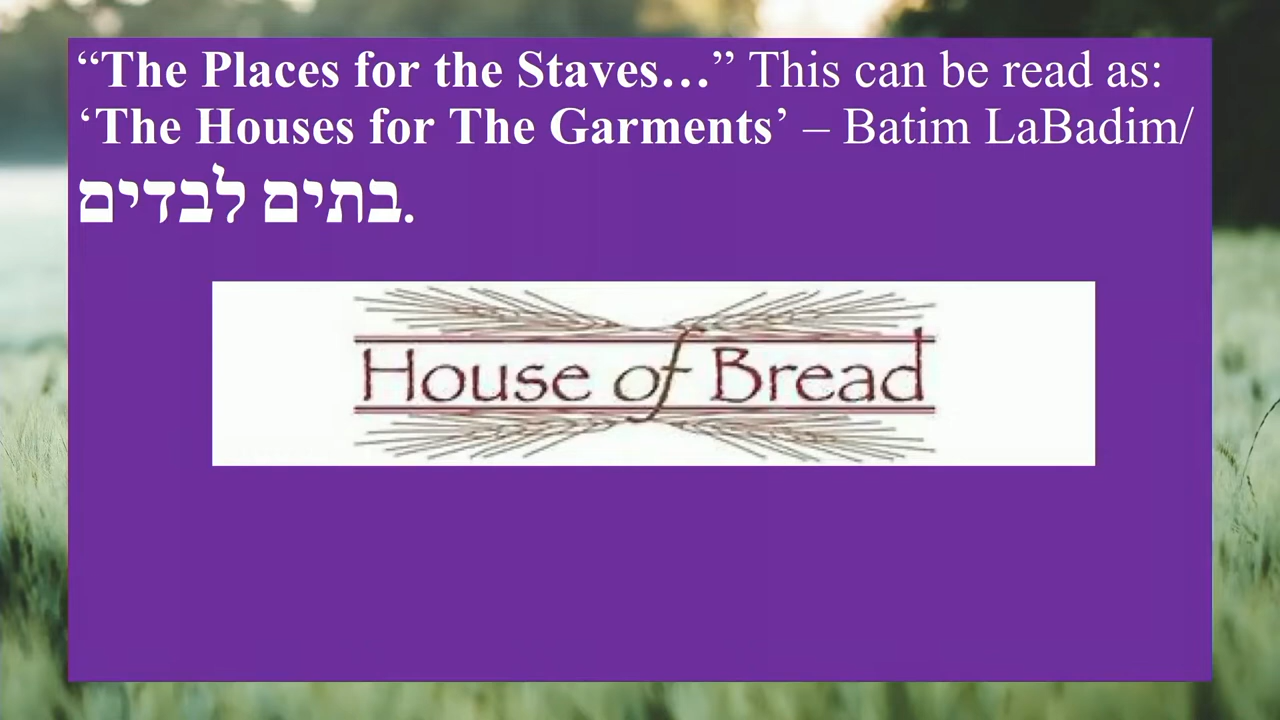 “The Places for the Staves…” This can be read as:
‘The Houses for The Garments’ – Batim LaBadim/
בתים לבדים.
House of Bread